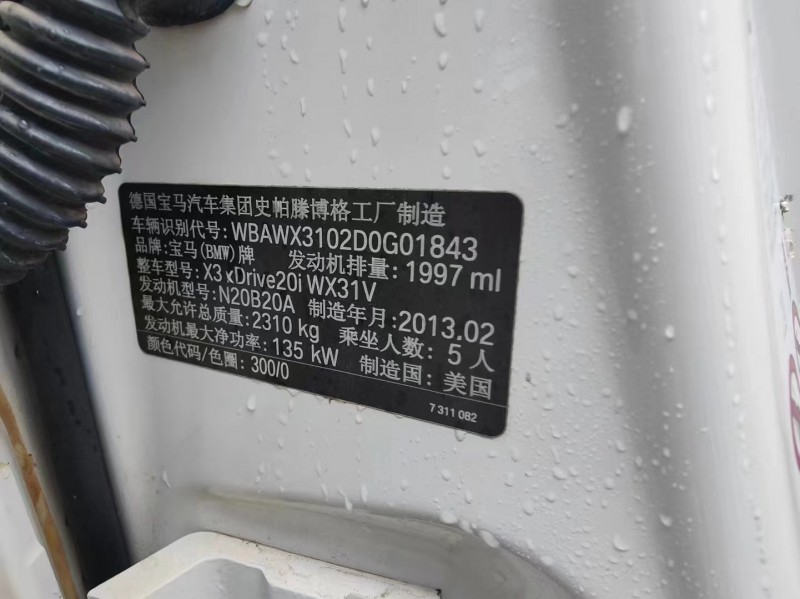 德国宝马汽车集团史帕滕博格工厂制造
车辆识别代号: WBAWX3102D0G01843
品牌: 宝马(BMW)牌 发动机排量: 1997 ml
整车型号: X3 xDrive20i WX31V
发动机型号: N20B20A 制造年月: 2013.02
最大允许总质量: 2310 kg 乘坐人数: 5 人
发动机最大净功率: 135 kW 制造国: 美国
颜色代码/色圈: 300/0
7 311 082